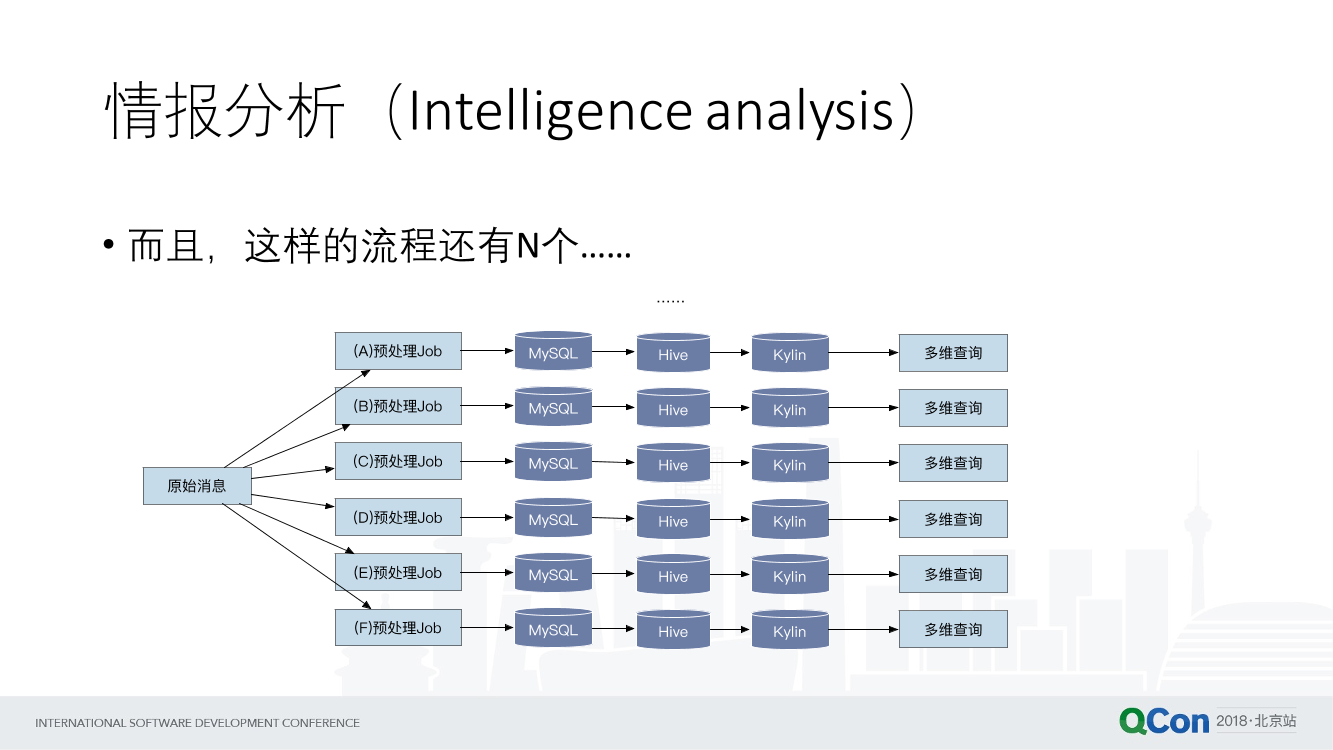 情报分析（Intelligence analysis）
• 而且，这样的流程还有N个……
……
(A)预处理Job MySQL Hive Kylin 多维查询
(B)预处理Job MySQL Hive Kylin 多维查询
(C)预处理Job MySQL Hive Kylin 多维查询
原始消息
(D)预处理Job MySQL Hive Kylin 多维查询
(E)预处理Job MySQL Hive Kylin 多维查询
(F)预处理Job MySQL Hive Kylin 多维查询
INTERNATIONAL SOFTWARE DEVELOPMENT CONFERENCE
QCon 2018·北京站